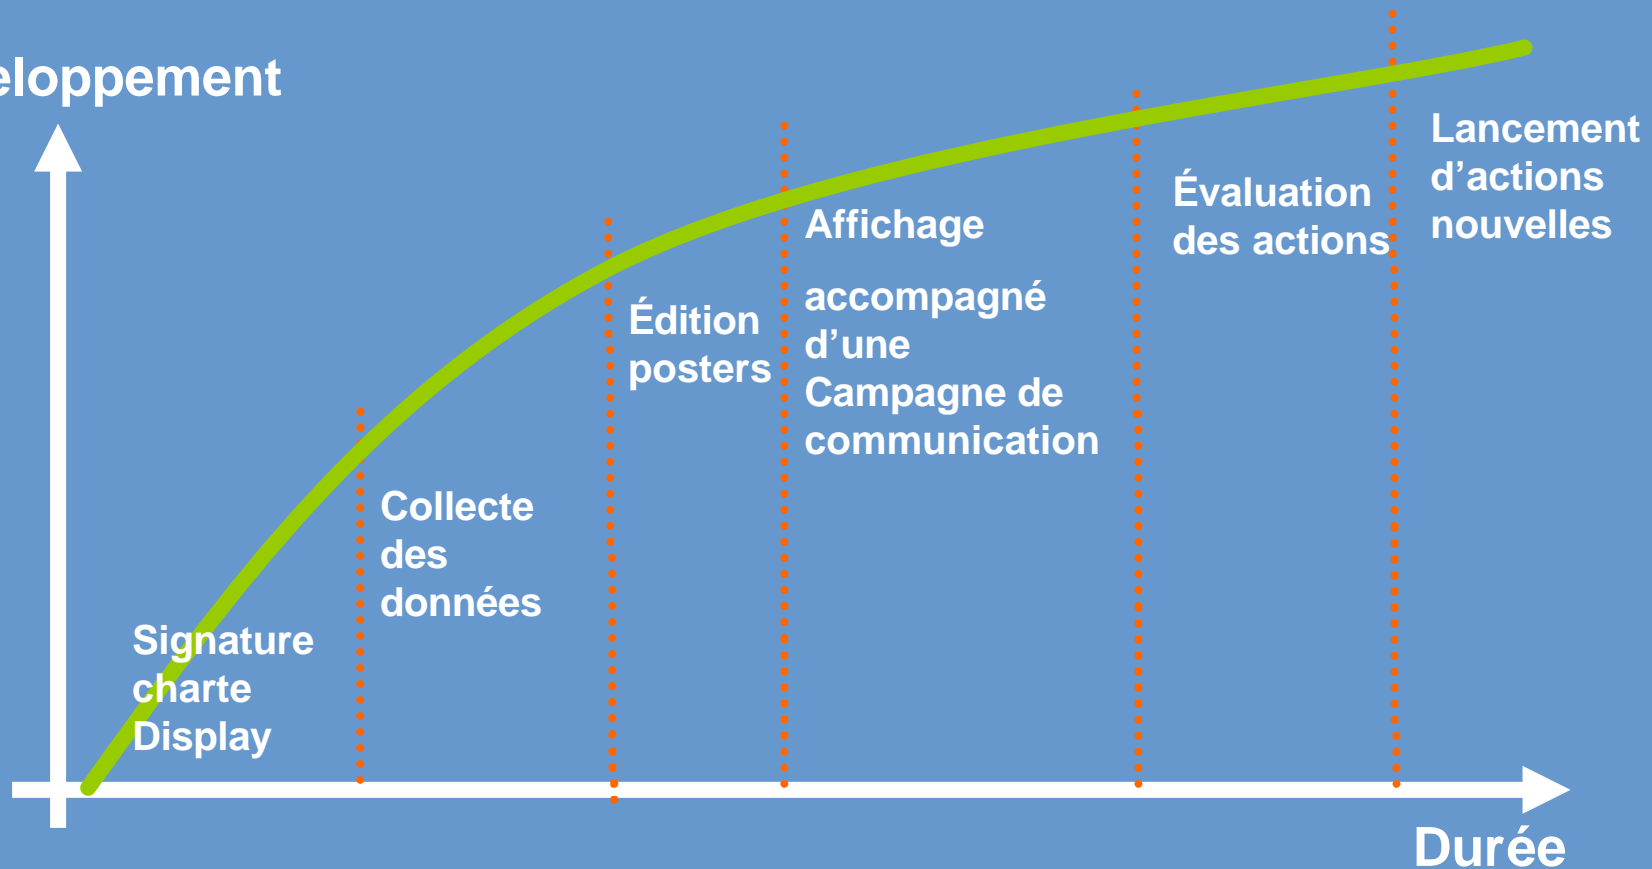 eloppement
Signature
charte
Display
Collecte
des
données
Édition
posters
Affichage
accompagné
d’une
Campagne de
communication
Évaluation
des actions
Lancement
d’actions
nouvelles
Durée